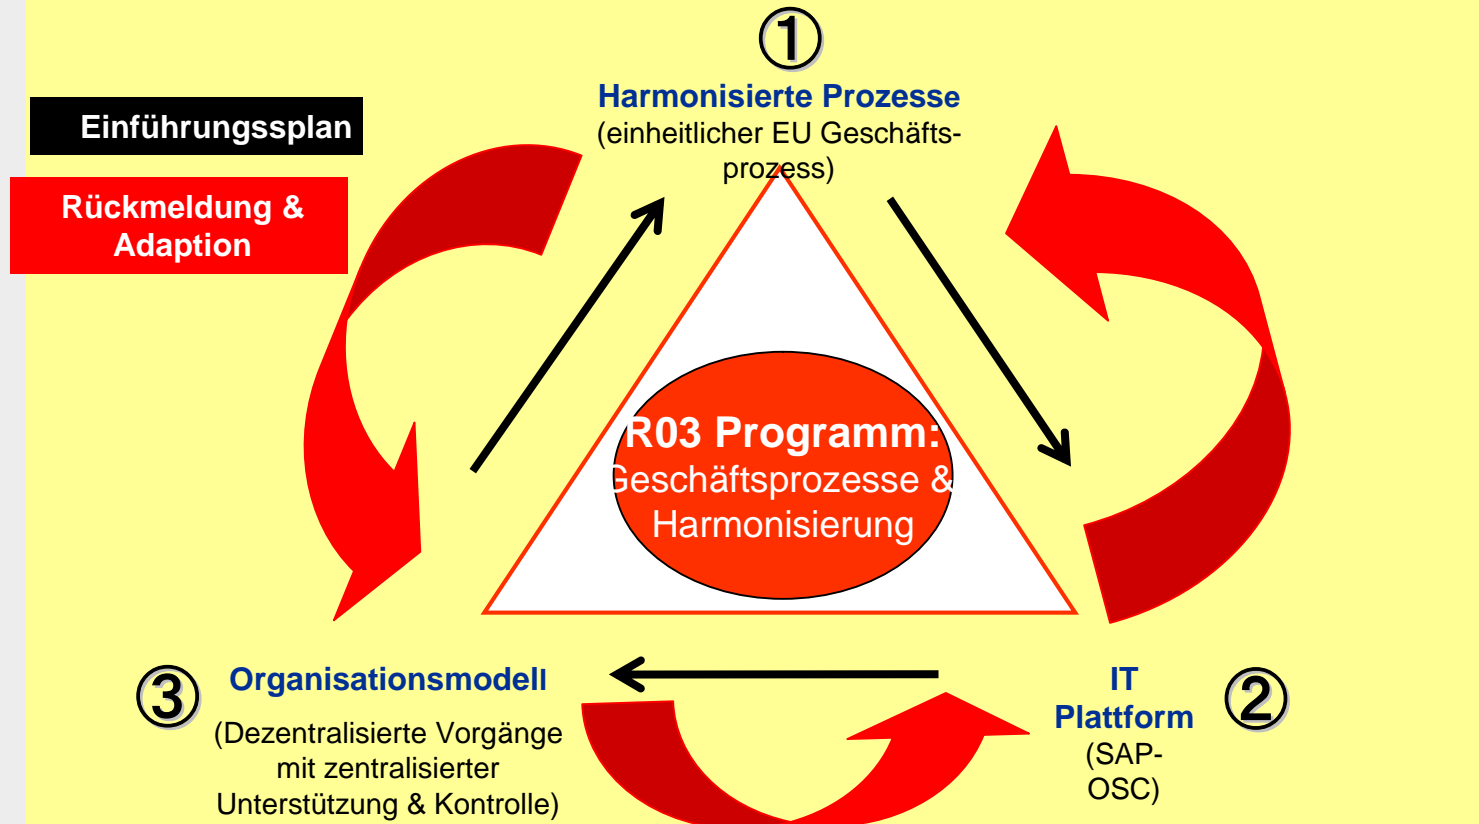 ①
Harmonisierte Prozesse
(einheitlicher EU Geschäfts-
prozess)
Einführungssplan
Rückmeldung &
Adaption
R03 Programm:
Geschäftsprozesse &
Harmonisierung
③
Organisationsmodell
(Dezentralisierte Vorgänge
mit zentralisierter
Unterstützung & Kontrolle)
IT
Plattform
(SAP-
OSC)
②